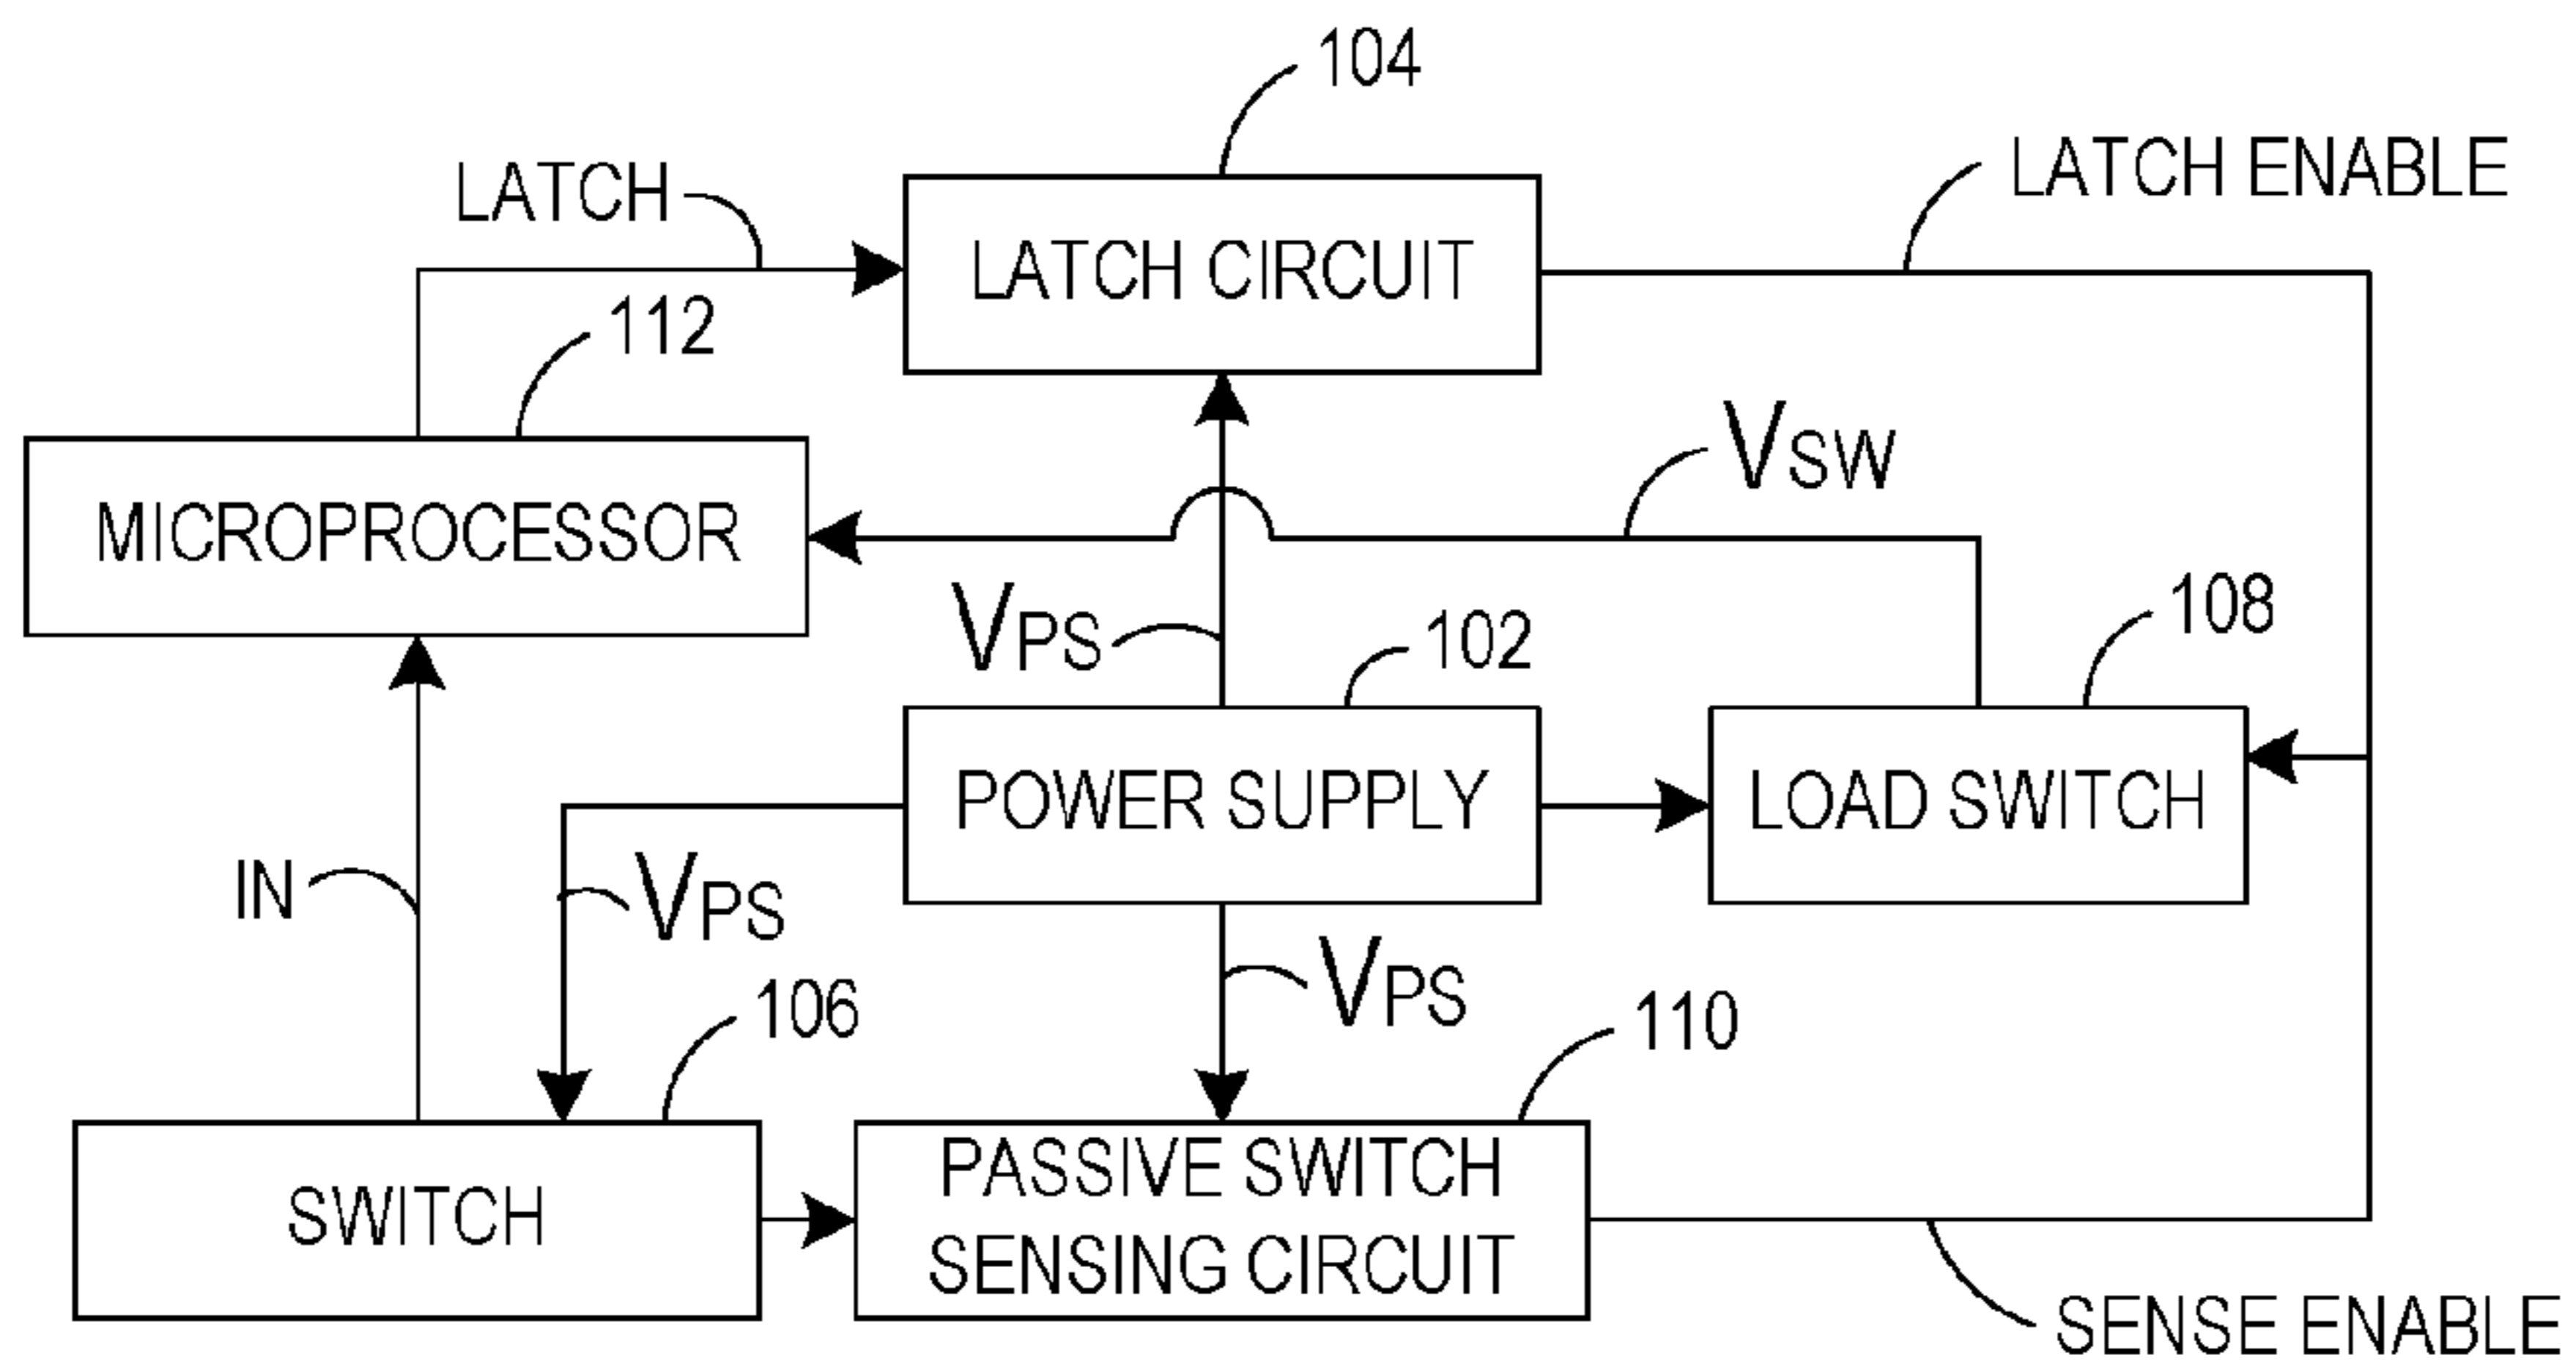 104
LATCH
LATCH ENABLE
LATCH CIRCUIT
112
VSW
MICROPROCESSOR
VPS
102
108
POWER SUPPLY
LOAD SWITCH
IN
VPS
VPS
106
110
SWITCH
PASSIVE SWITCH
SENSING CIRCUIT
SENSE ENABLE